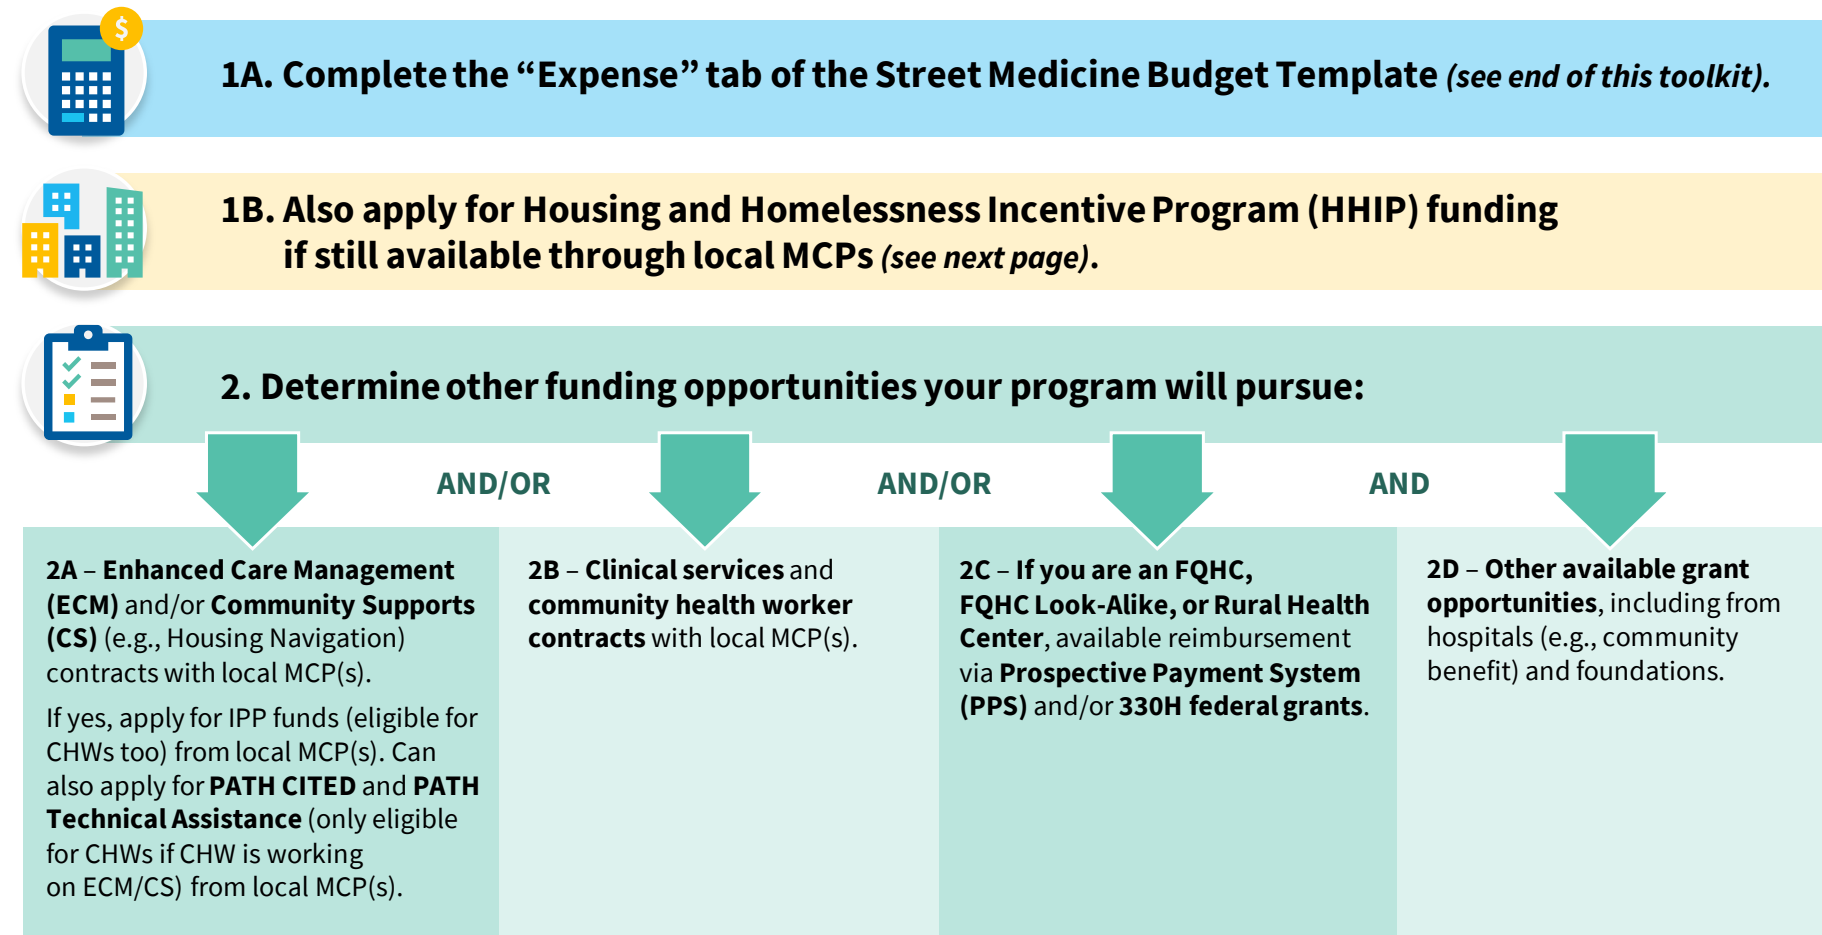 $
1A. Complete the “Expense” tab of the Street Medicine Budget Template (see end of this toolkit).
1B. Also apply for Housing and Homelessness Incentive Program (HHIP) funding
if still available through local MCPs (see next page).
2. Determine other funding opportunities your program will pursue:
AND/OR
AND/OR
AND
2A – Enhanced Care Management
(ECM) and/or Community Supports
(CS) (e.g., Housing Navigation)
contracts with local MCP(s).
If yes, apply for IPP funds (eligible for
CHWs too) from local MCP(s). Can
also apply for PATH CITED and PATH
Technical Assistance (only eligible
for CHWs if CHW is working
on ECM/CS) from local MCP(s).
2B – Clinical services and
community health worker
contracts with local MCP(s).
2C – If you are an FQHC,
FQHC Look-Alike, or Rural Health
Center, available reimbursement
via Prospective Payment System
(PPS) and/or 330H federal grants.
2D – Other available grant
opportunities, including from
hospitals (e.g., community
benefit) and foundations.